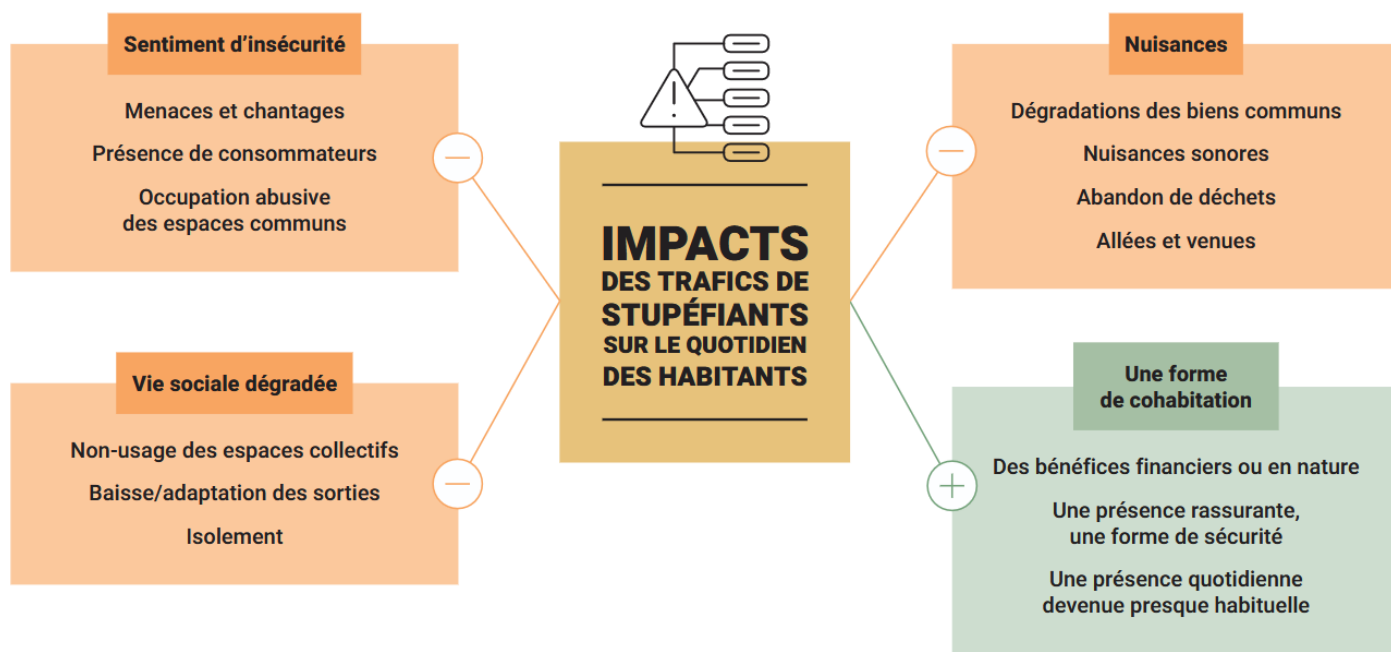 Sentiment d’insécurité
Menaces et chantages
Présence de consommateurs
Occupation abusive
des espaces communs
Vie sociale dégradée
Non-usage des espaces collectifs
Baisse/adaptation des sorties
Isolement
IMPACTS
DES TRAFICS DE
STUPÉFIANTS
SUR LE QUOTIDIEN
DES HABITANTS
Nuisances
Dégradations des biens communs
Nuisances sonores
Abandon de déchets
Allées et venues
Une forme
de cohabitation
Des bénéfices financiers ou en nature
Une présence rassurante,
une forme de sécurité
Une présence quotidienne
devenue presque habituelle